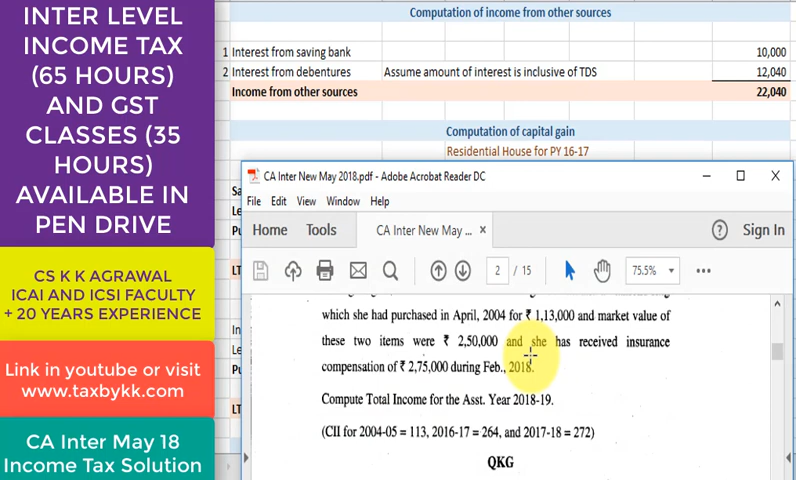 INTER LEVEL
INCOME TAX
(65 HOURS)
AND GST
CLASSES (35
HOURS)
AVAILABLE IN
PEN DRIVE
CS K K AGRAWAL
ICAI AND ICSI FACULTY
+ 20 YEARS EXPERIENCE
Link in youtube or visit
www.taxbykk.com
CA Inter May 18
Income Tax Solution
Computation of income from other sources
1 Interest from saving bank 10,000
2 Interest from debentures Assume amount of interest is inclusive of TDS 12,040
Income from other sources 22,040
Computation of capital gain
Residential House for PY 16-17
Sa
Le
Pu
LT
In
Le
Pu
LT
CA Inter New May 2018.pdf - Adobe Acrobat Reader DC
File Edit View Window Help
Home Tools CA Inter New May ... × ? Sign In
2 / 15 75.5%
which she had purchased in April, 2004 for ₹ 1,13,000 and market value of
these two items were ₹ 2,50,000 and she has received insurance
compensation of ₹ 2,75,000 during Feb., 2018.
Compute Total Income for the Asst. Year 2018-19.
(CII for 2004-05 = 113, 2016-17 = 264, and 2017-18 = 272)
QKG